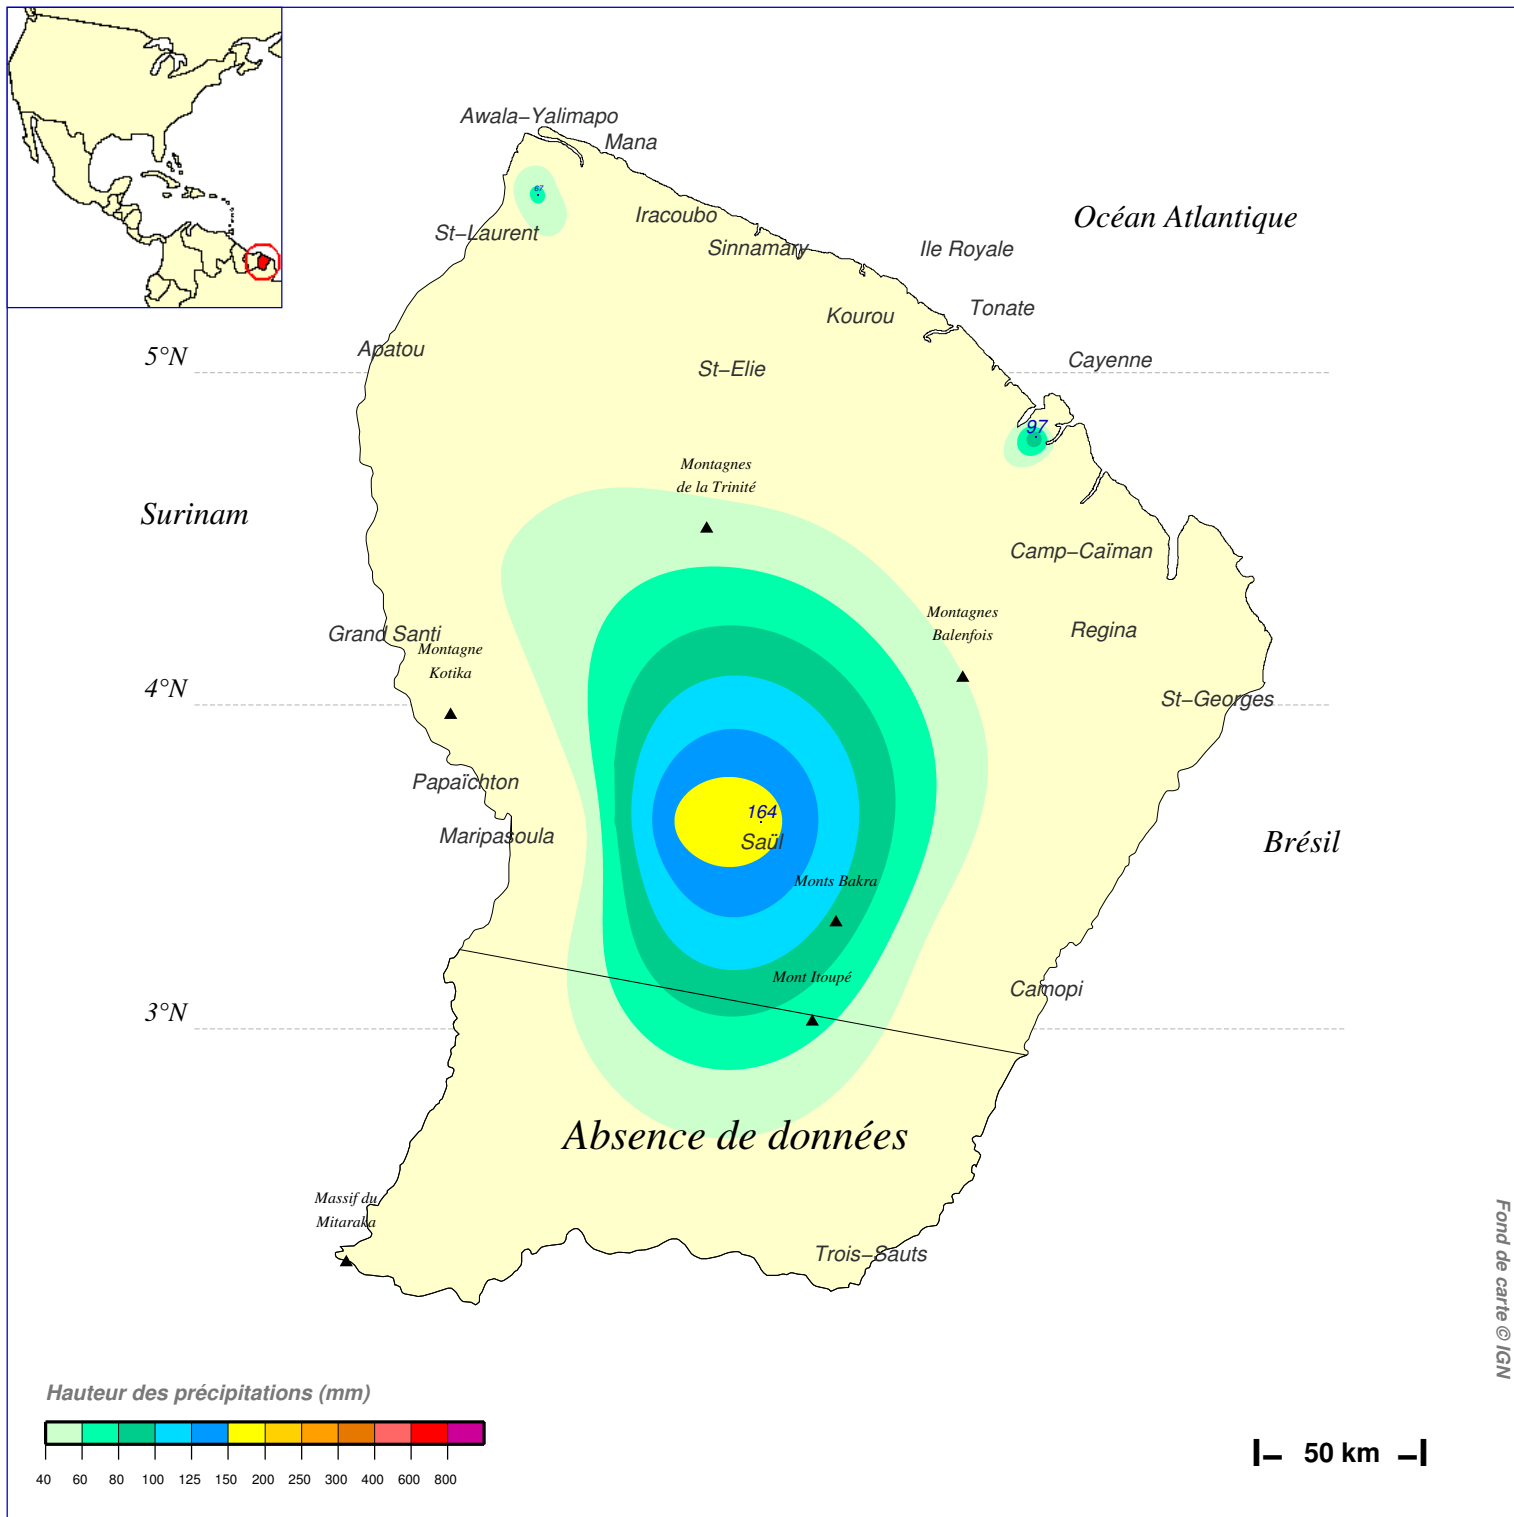 Awala−Yalimapo
Mana
67
Iracoubo
Océan Atlantique
St−Laurent
Sinnamary
Ile Royale
Tonate
Kourou
Apatou
5°N
Cayenne
St−Elie
97
Montagnes
de la Trinité
Surinam
Camp−Caïman
Montagnes
Balenfois
Regina
Grand Santi
Montagne
Kotika
4°N
St−Georges
Papaïchton
164
Maripasoula
Saül
Brésil
Monts Bakra
Mont Itoupé
Camopi
3°N
Absence de données
Massif du
Mitaraka
Trois−Sauts
Fond de carte © IGN
Hauteur des précipitations (mm)
40 60 80 100 125 150 200 250 300 400 600 800
50 km